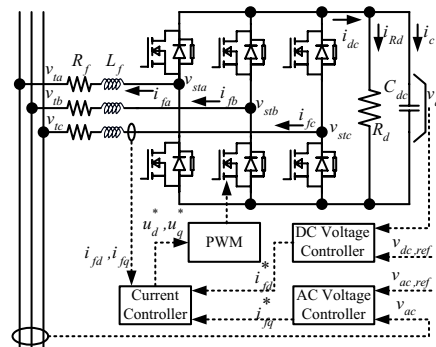 i_dc
i_Rd
i_c
R_f
L_f
v_ta
v_sta
i_fa
v_tb
i_fb
v_stb
v_tc
i_fc
v_stc
R_d
C_dc
u_d^*, u_q^*
PWM
DC Voltage
Controller
v_dc,ref
i_fd, i_fq
i_fd^*
Current
Controller
i_fq^*
AC Voltage
Controller
v_ac,ref
v_ac